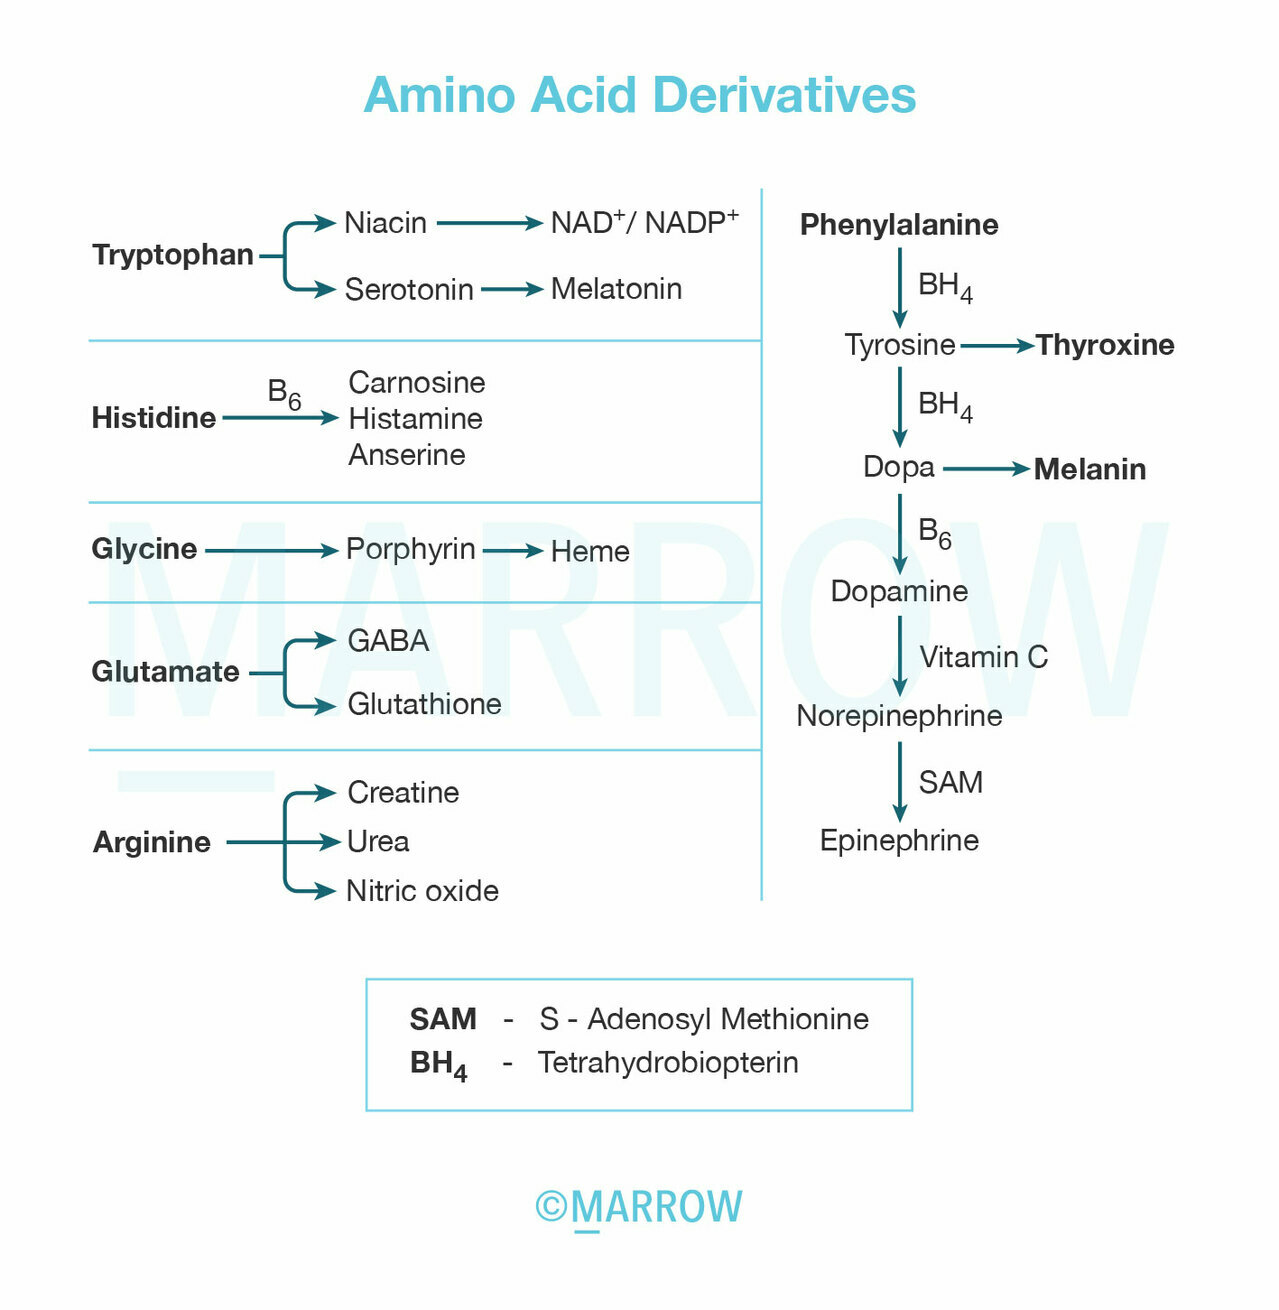 Amino Acid Derivatives
Tryptophan
Niacin
NAD⁺/ NADP⁺
Serotonin
Melatonin
Histidine
B₆
Carnosine
Histamine
Anserine
Glycine
Porphyrin
Heme
Glutamate
GABA
Glutathione
Arginine
Creatine
Urea
Nitric oxide
Phenylalanine
BH₄
Tyrosine
Thyroxine
BH₄
Dopa
Melanin
B₆
Dopamine
Vitamin C
Norepinephrine
SAM
Epinephrine
MARROW
SAM - S - Adenosyl Methionine
BH₄ - Tetrahydrobiopterin
©MARROW